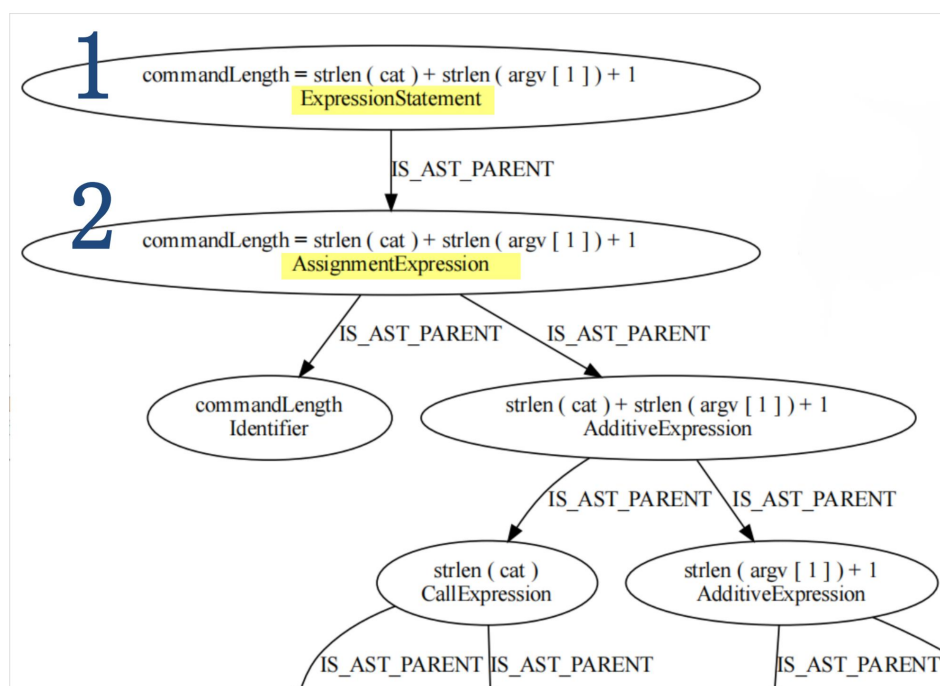 1
commandLength = strlen ( cat ) + strlen ( argv [ 1 ] ) + 1
ExpressionStatement
IS_AST_PARENT
2
commandLength = strlen ( cat ) + strlen ( argv [ 1 ] ) + 1
AssignmentExpression
IS_AST_PARENT IS_AST_PARENT
commandLength
Identifier
strlen ( cat ) + strlen ( argv [ 1 ] ) + 1
AdditiveExpression
IS_AST_PARENT IS_AST_PARENT
strlen ( cat )
CallExpression
strlen ( argv [ 1 ] ) + 1
AdditiveExpression
IS_AST_PARENT IS_AST_PARENT IS_AST_PARENT